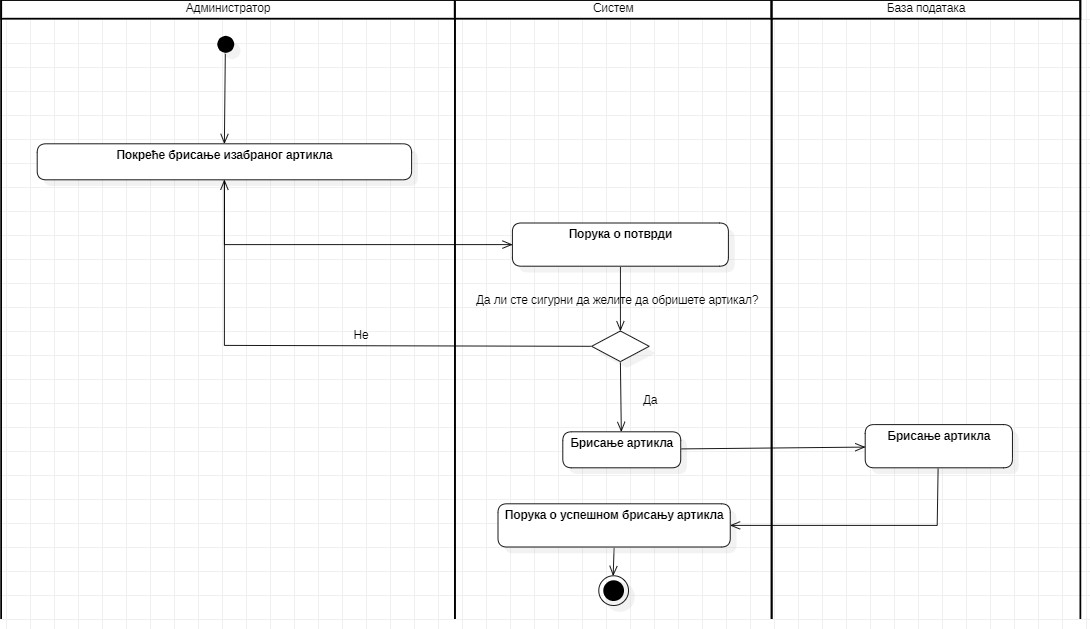 Администратор
Систем
База података
Покреће брисање изабраног артикла
Порука о потврди
Да ли сте сигурни да желите да обришете артикал?
Не
Да
Брисање артикла
Брисање артикла
Порука о успешном брисању артикла